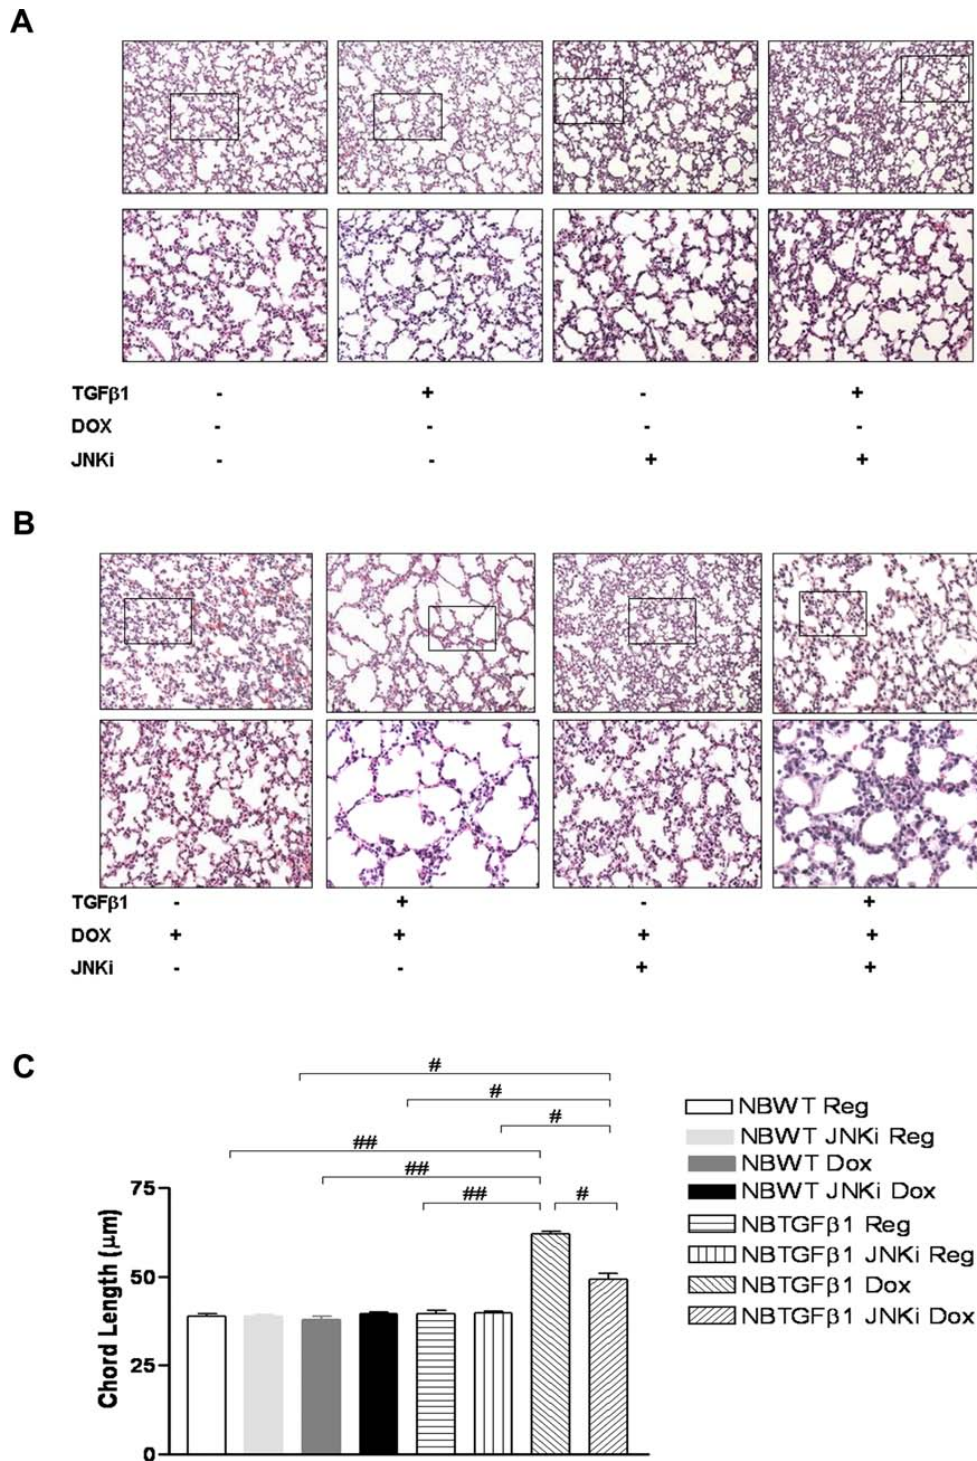 A
TGFβ1 - + - +
DOX - - - -
JNKi - - + +
B
TGFβ1 - + - +
DOX + + + +
JNKi - - + +
C
#
#
#
##
##
##
#
Chord Length (μm)
75
50
25
0
NBWT Reg
NBWT JNKi Reg
NBWT Dox
NBWT JNKi Dox
NBTGFβ1 Reg
NBTGFβ1 JNKi Reg
NBTGFβ1 Dox
NBTGFβ1 JNKi Dox